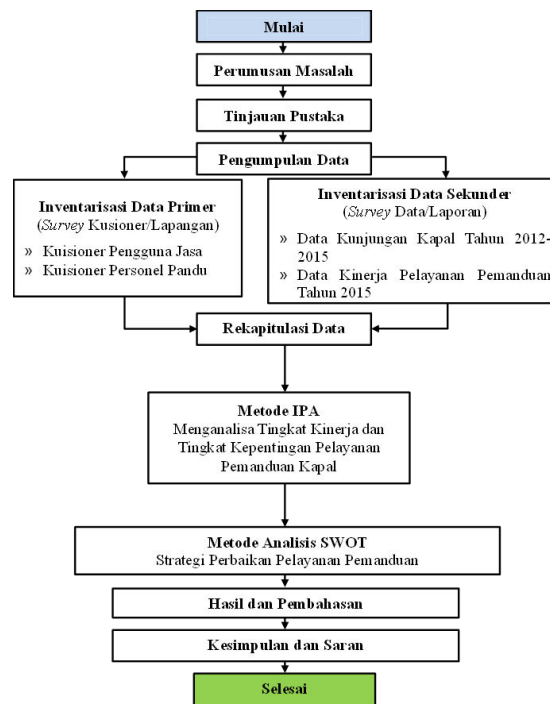 Mulai
Perumusan Masalah
Tinjauan Pustaka
Pengumpulan Data
Inventarisasi Data Primer
(Survey Kusioner/Lapangan)
» Kuisioner Pengguna Jasa
» Kuisioner Personel Pandu
Inventarisasi Data Sekunder
(Survey Data/Laporan)
» Data Kunjungan Kapal Tahun 2012-
2015
» Data Kinerja Pelayanan Pemanduan
Tahun 2015
Rekapitulasi Data
Metode IPA
Menganalisa Tingkat Kinerja dan
Tingkat Kepentingan Pelayanan
Pemanduan Kapal
Metode Analisis SWOT
Strategi Perbaikan Pelayanan Pemanduan
Hasil dan Pembahasan
Kesimpulan dan Saran
Selesai